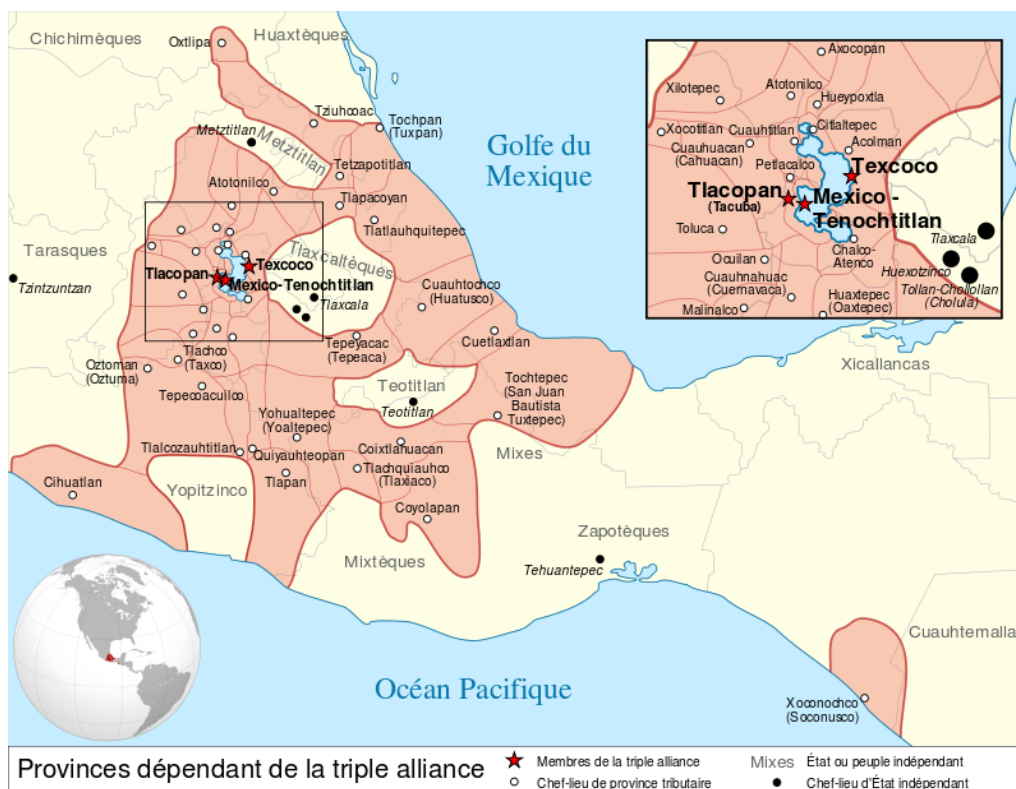 Chichimèques
Oxtlipa
Huaxtèques
Tziuhcoac
Tochpan
(Tuxpan)
Metztitlan
Metztitlan
Tetzapotitlan
Atotonilco
Tlapacoyan
Tlatlauhquitepec
Tarasques
Tzintzuntzan
Tlaxcaltèques
Tlacopan
Texcoco
Mexico-Tenochtitlan
Tlaxcala
Cuauhtochco
(Huatusco)
Cuetlaxtlan
Tepeyacac
(Tepeaca)
Oztoman
(Oztuma)
Tlachco
(Taxco)
Tepecoacuilco
Teotitlan
Teotitlan
Tochtepec
(San Juan
Bautista
Tuxtepec)
Yohualtepec
(Yoaltepec)
Tlalcozauhtitlan
Quiyauhteopan
Coixtlahuacan
Mixes
Cihuatlan
Yopitzinco
Tlapan
Tlachquiauhco
(Tlaxiaco)
Coyolapan
Mixtèques
Zapotèques
Tehuantepec
Golfe du
Mexique
Océan Pacifique
Xicallancas
Cuauhtemalla
Xoconochco
(Soconusco)
Axocopan
Xilotepec
Atotonilco
Hueypoxtla
Xocotitlan
Cuauhtitlan
Citlaltepec
Cuauhuacan
(Cahuacan)
Acolman
Petlacalco
Texcoco
Tlacopan
(Tacuba)
Mexico -
Tenochtitlan
Toluca
Chalco-
Atenco
Tlaxcala
Ocuilan
Huexotzinco
Cuauhnahuac
(Cuernavaca)
Tollan-Chollollan
(Cholula)
Malinalco
Huaxtepec
(Oaxtepec)
Provinces dépendant de la triple alliance
Membres de la triple alliance
Chef-lieu de province tributaire
Mixes
État ou peuple indépendant
Chef-lieu d'État indépendant